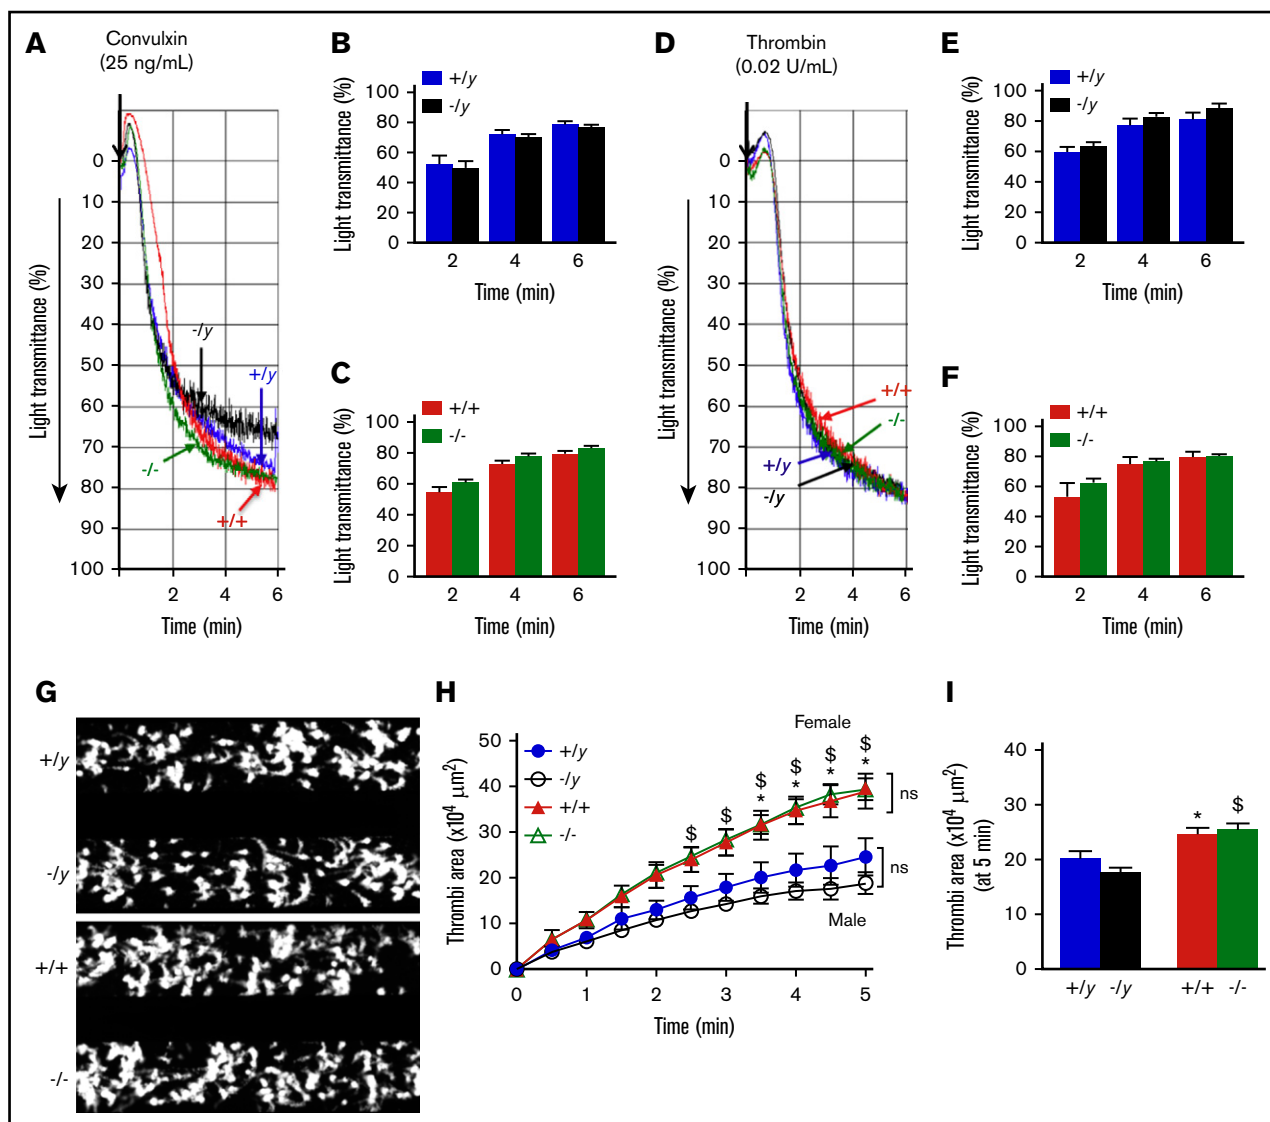 A
Convulxin
(25 ng/mL)
Light transmittance (%)
0
10
20
30
40
50
60
70
80
90
100
-/y
+/y
-/-
+/+
2 4 6
Time (min)
B
+/y
-/y
Light transmittance (%)
100
80
60
40
20
0
2 4 6
Time (min)
C
+/+
-/-
Light transmittance (%)
100
80
60
40
20
0
2 4 6
Time (min)
D
Thrombin
(0.02 U/mL)
Light transmittance (%)
0
10
20
30
40
50
60
70
80
90
100
+/+
-/-
+/y
-/y
2 4 6
Time (min)
E
+/y
-/y
Light transmittance (%)
100
80
60
40
20
0
2 4 6
Time (min)
F
+/+
-/-
Light transmittance (%)
100
80
60
40
20
0
2 4 6
Time (min)
G
+/y
-/y
+/+
-/-
H
Female
Thrombi area (x10⁴ μm²)
50
40
30
20
10
0
+/y
-/y
+/+
-/-
$ $ $ $ $ $
* * * *
ns
ns
Male
0 1 2 3 4 5
Time (min)
I
Thrombi area (x10⁴ μm²)
(at 5 min)
40
30
20
10
0
* $
+/y -/y +/+ -/-